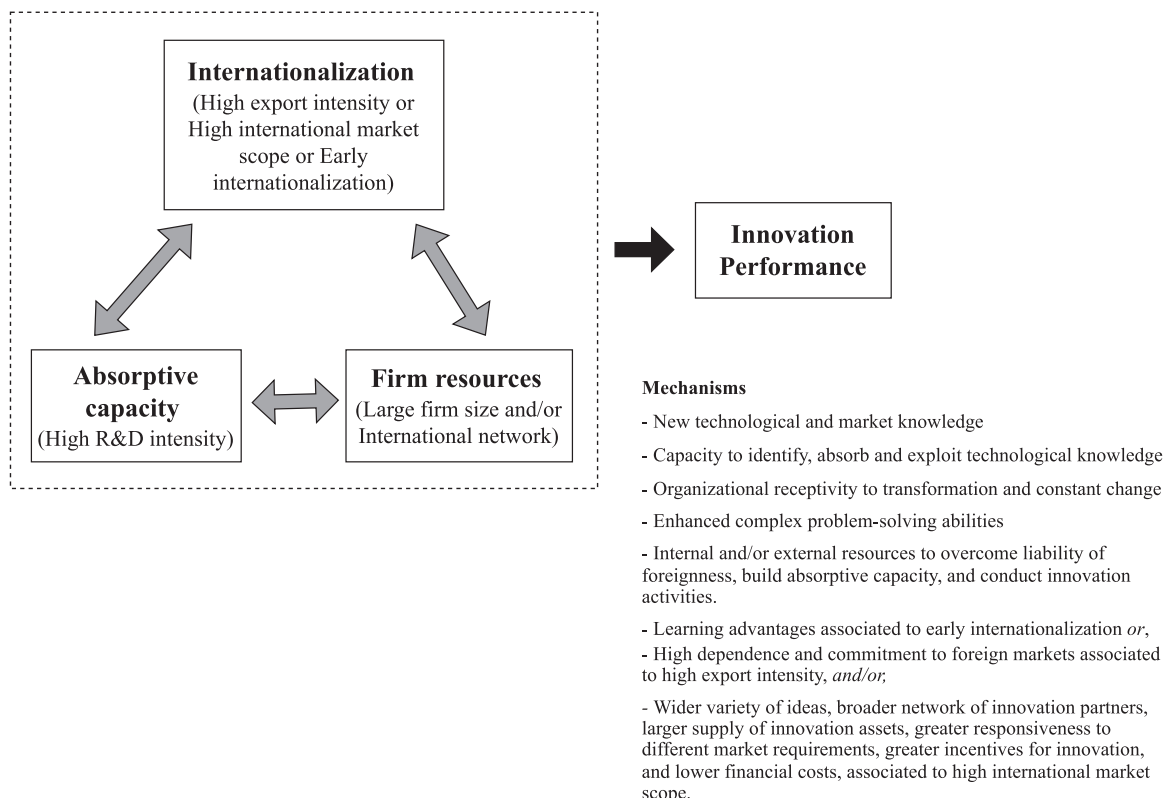 Internationalization
(High export intensity or
High international market
scope or Early
internationalization)
Innovation
Performance
Absorptive
capacity
(High R&D intensity)
Firm resources
(Large firm size and/or
International network)
Mechanisms
- New technological and market knowledge
- Capacity to identify, absorb and exploit technological knowledge
- Organizational receptivity to transformation and constant change
- Enhanced complex problem-solving abilities
- Internal and/or external resources to overcome liability of
foreignness, build absorptive capacity, and conduct innovation
activities.
- Learning advantages associated to early internationalization or,
- High dependence and commitment to foreign markets associated
to high export intensity, and/or;
- Wider variety of ideas, broader network of innovation partners,
larger supply of innovation assets, greater responsiveness to
different market requirements, greater incentives for innovation,
and lower financial costs, associated to high international market
scope.